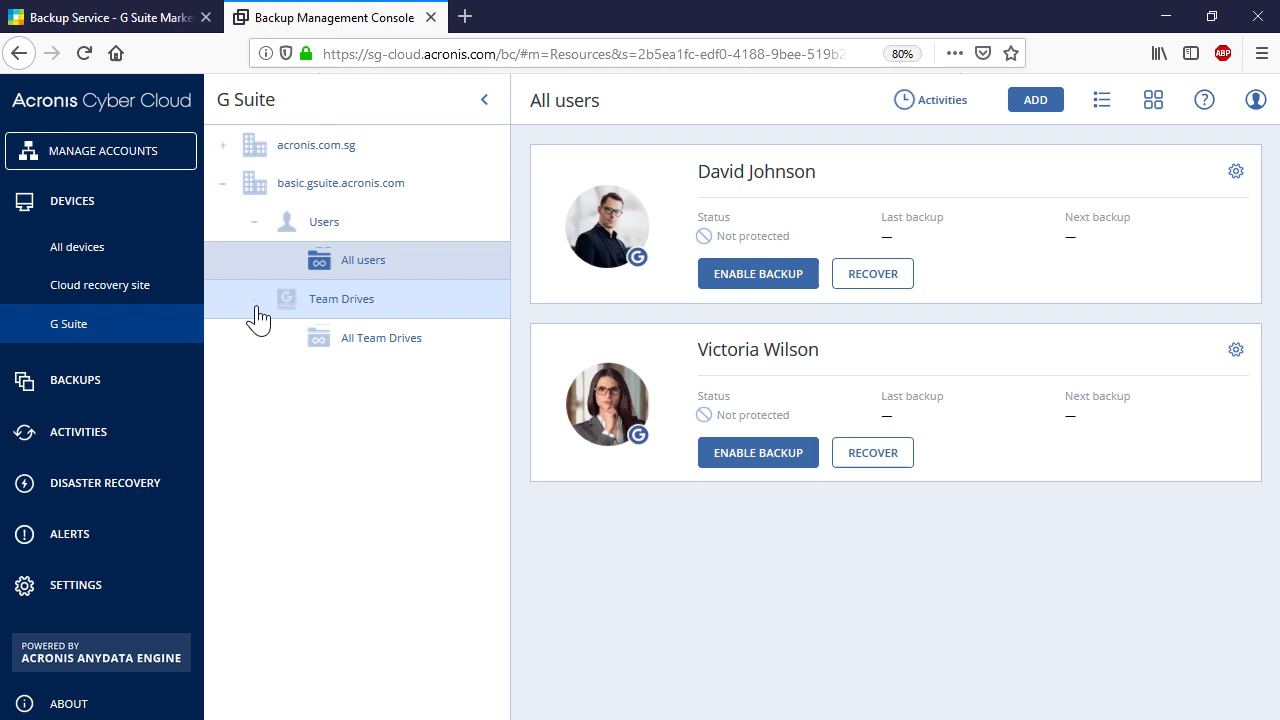 Backup Service - G Suite Marke
Backup Management Console
https://sg-cloud.acronis.com/bc/#m=Resources&s=2b5ea1fc-edf0-4188-9bee-519b2
80%
ABP
Acronis Cyber Cloud
MANAGE ACCOUNTS
DEVICES
All devices
Cloud recovery site
G Suite
BACKUPS
ACTIVITIES
DISASTER RECOVERY
ALERTS
SETTINGS
POWERED BY
ACRONIS ANYDATA ENGINE
ABOUT
G Suite
acronis.com.sg
basic.gsuite.acronis.com
Users
All users
Team Drives
All Team Drives
All users
Activities
ADD
David Johnson
Status
Last backup
Next backup
Not protected
—
—
ENABLE BACKUP
RECOVER
Victoria Wilson
Status
Last backup
Next backup
Not protected
—
—
ENABLE BACKUP
RECOVER